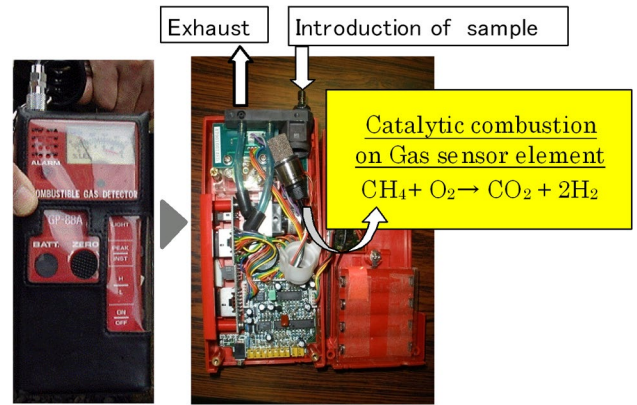 Exhaust
Introduction of sample
Catalytic combustion
on Gas sensor element
CH₄+ O₂→ CO₂ + 2H₂
ALARM
COMBUSTIBLE GAS DETECTOR
GP-88A
LIGHT
BATT. ZERO
PEAK
INST
H
L
ON
OFF